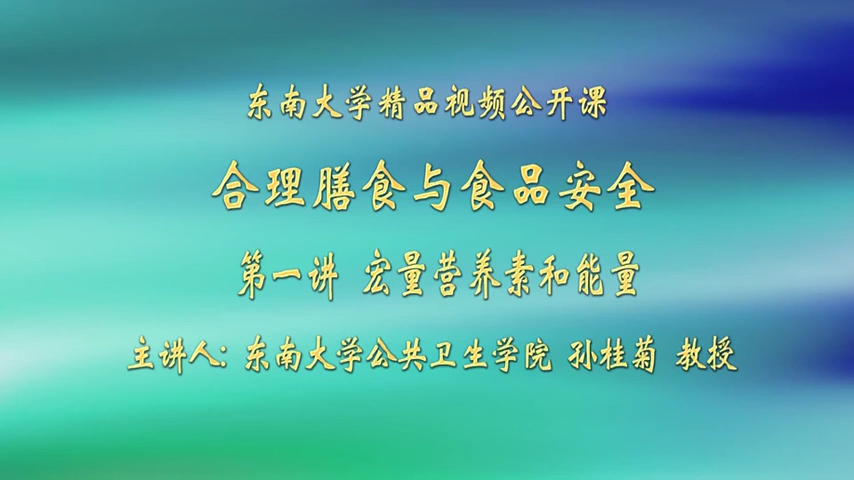 东南大学精品视频公开课
合理膳食与食品安全
第一讲 宏量营养素和能量
主讲人: 东南大学公共卫生学院 孙桂菊 教授